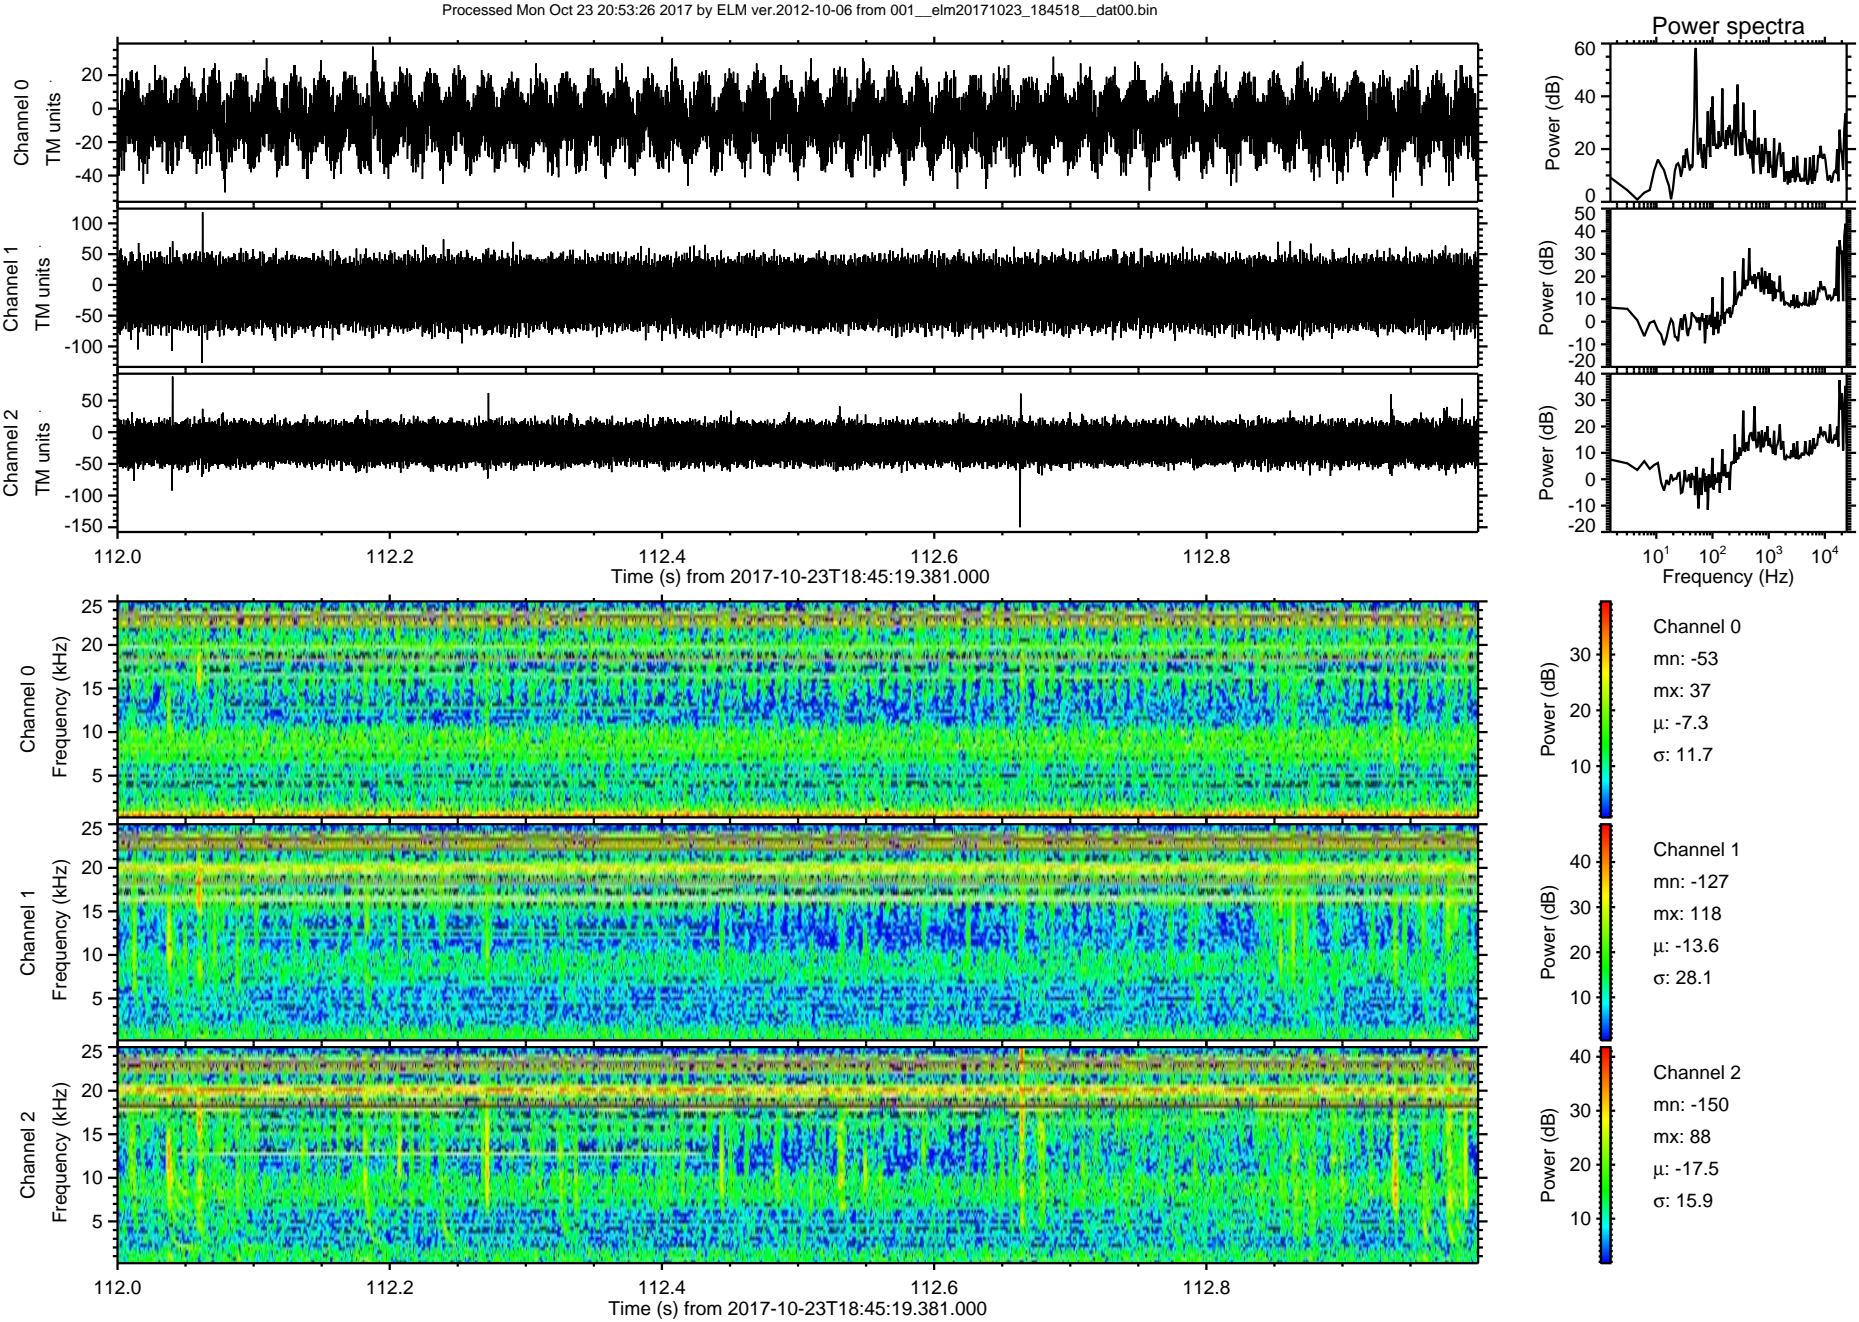 Processed Mon Oct 23 20:53:26 2017 by ELM ver.2012-10-06 from 001__elm20171023_184518__dat00.bin
Power spectra
Channel 0
TM units
20
0
-20
-40
Power (dB)
60
40
20
0
Channel 1
TM units
100
50
0
-50
-100
Power (dB)
50
40
30
20
10
0
-10
-20
Channel 2
TM units
50
0
-50
-100
-150
Power (dB)
40
30
20
10
0
-10
-20
112.0 112.2 112.4 112.6 112.8
Time (s) from 2017-10-23T18:45:19.381.000
10^1 10^2 10^3 10^4
Frequency (Hz)
Channel 0
Frequency (kHz)
25
20
15
10
5
Power (dB)
30
20
10
Channel 0
mn: -53
mx: 37
μ: -7.3
σ: 11.7
Channel 1
Frequency (kHz)
25
20
15
10
5
Power (dB)
40
30
20
10
Channel 1
mn: -127
mx: 118
μ: -13.6
σ: 28.1
Channel 2
Frequency (kHz)
25
20
15
10
5
Power (dB)
40
30
20
10
Channel 2
mn: -150
mx: 88
μ: -17.5
σ: 15.9
112.0 112.2 112.4 112.6 112.8
Time (s) from 2017-10-23T18:45:19.381.000